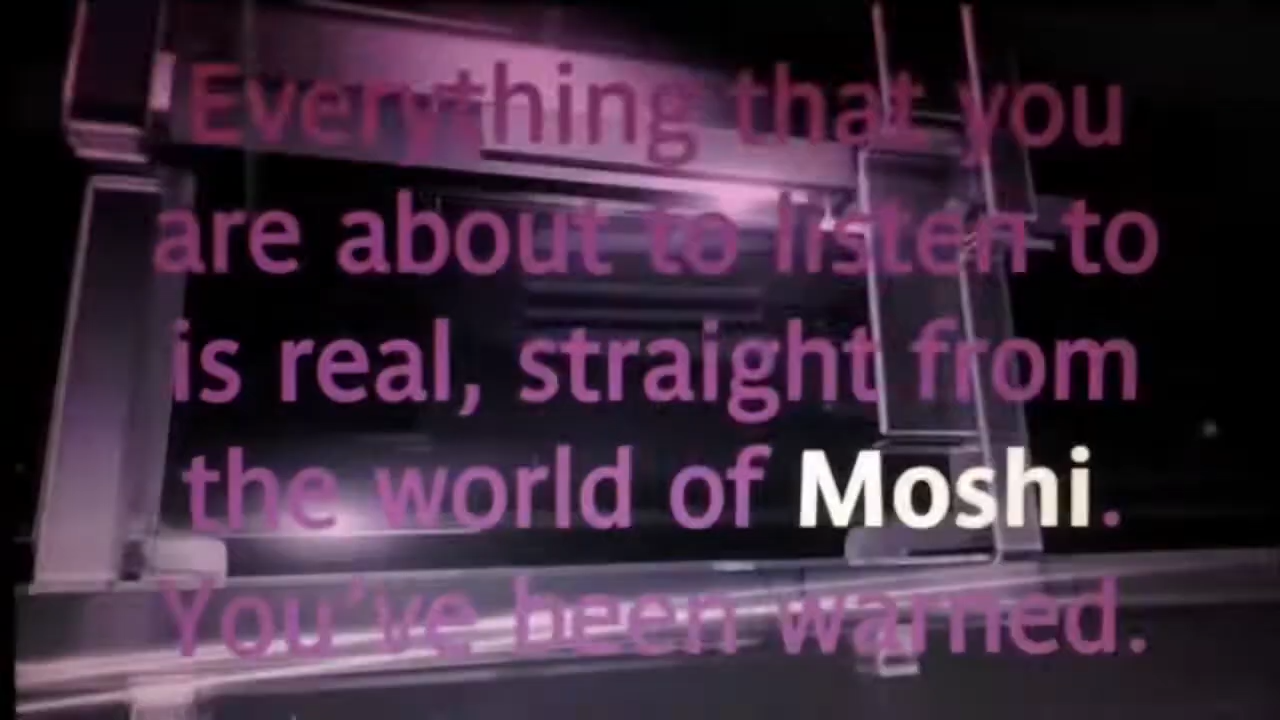 Everything that you
are about to listen to
is real, straight from
the world of Moshi.
You've been warned.